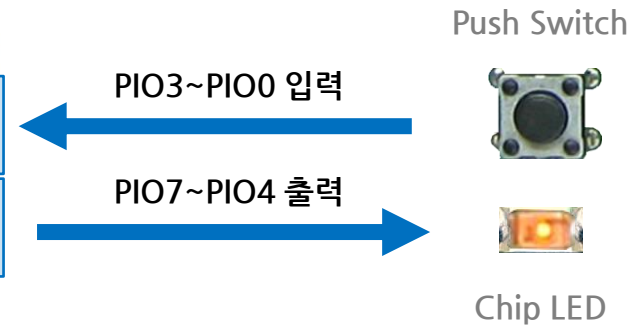 Push Switch
PIO3~PIO0 입력
PIO7~PIO4 출력
Chip LED